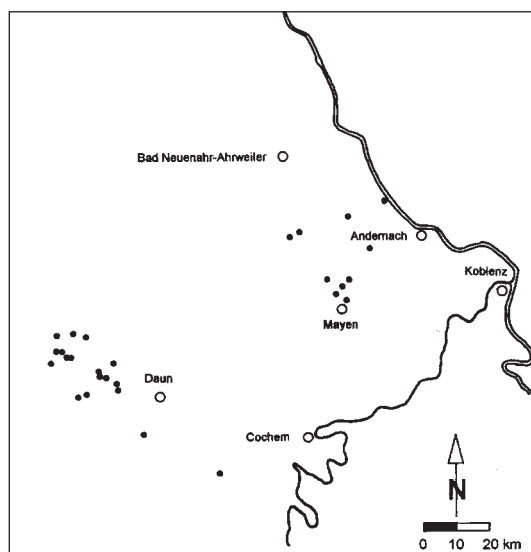 Bad Neuenahr-Ahrweiler
Andernach
Koblenz
Mayen
Daun
Cochem
N
0 10 20 km